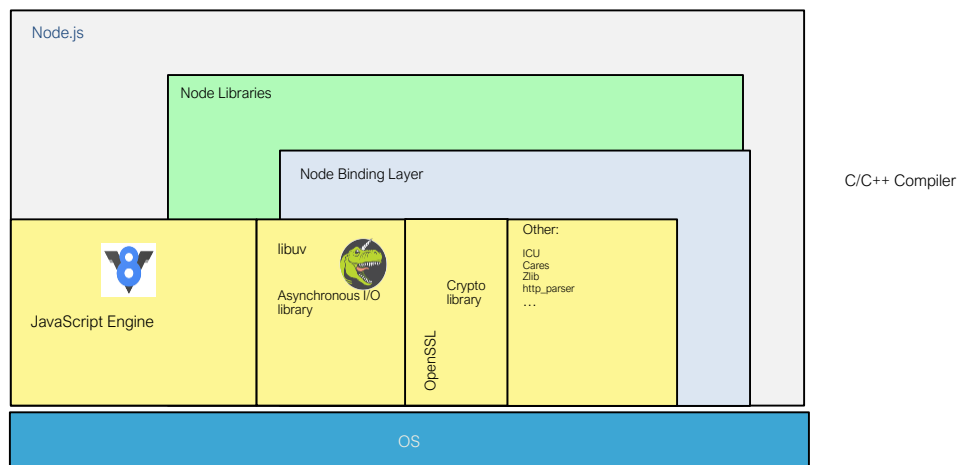 Node.js
Node Libraries
Node Binding Layer
C/C++ Compiler
8
JavaScript Engine
libuv
Asynchronous I/O
library
OpenSSL
Crypto
library
Other:
ICU
Cares
Zlib
http_parser
...
OS